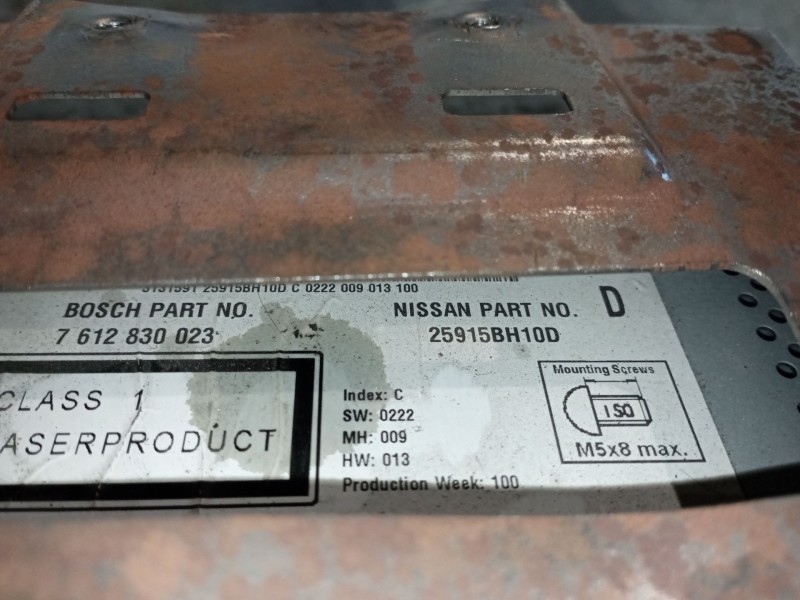 3131591 25915BH10D C 0222 009 013 100
BOSCH PART NO.
7 612 830 023
NISSAN PART NO.
25915BH10D
D
CLASS 1
ASERPRODUCT
Index: C
SW: 0222
MH: 009
HW: 013
Production Week: 100
Mounting Screws
ISO
M5x8 max.